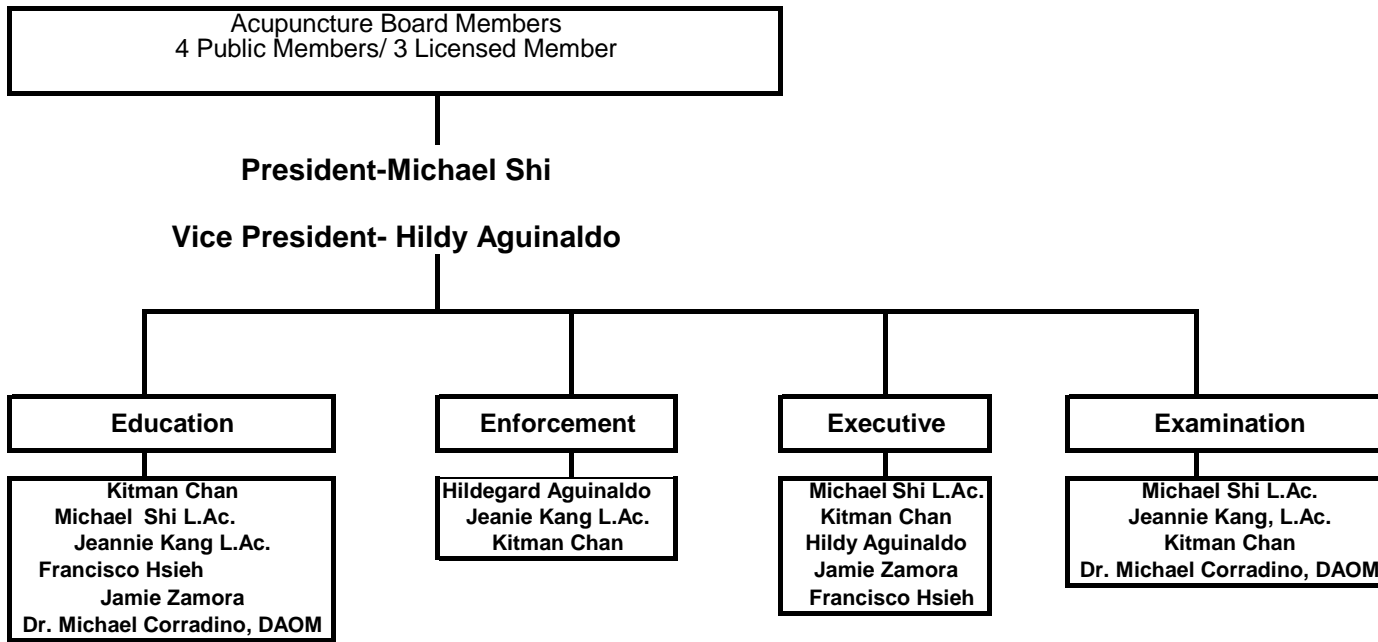 Acupuncture Board Members
4 Public Members/ 3 Licensed Member
President-Michael Shi
Vice President- Hildy Aguinaldo
Education
Kitman Chan
Michael Shi L.Ac.
Jeannie Kang L.Ac.
Francisco Hsieh
Jamie Zamora
Dr. Michael Corradino, DAOM
Enforcement
Hildegard Aguinaldo
Jeanie Kang L.Ac.
Kitman Chan
Executive
Michael Shi L.Ac.
Kitman Chan
Hildy Aguinaldo
Jamie Zamora
Francisco Hsieh
Examination
Michael Shi L.Ac.
Jeannie Kang, L.Ac.
Kitman Chan
Dr. Michael Corradino, DAOM